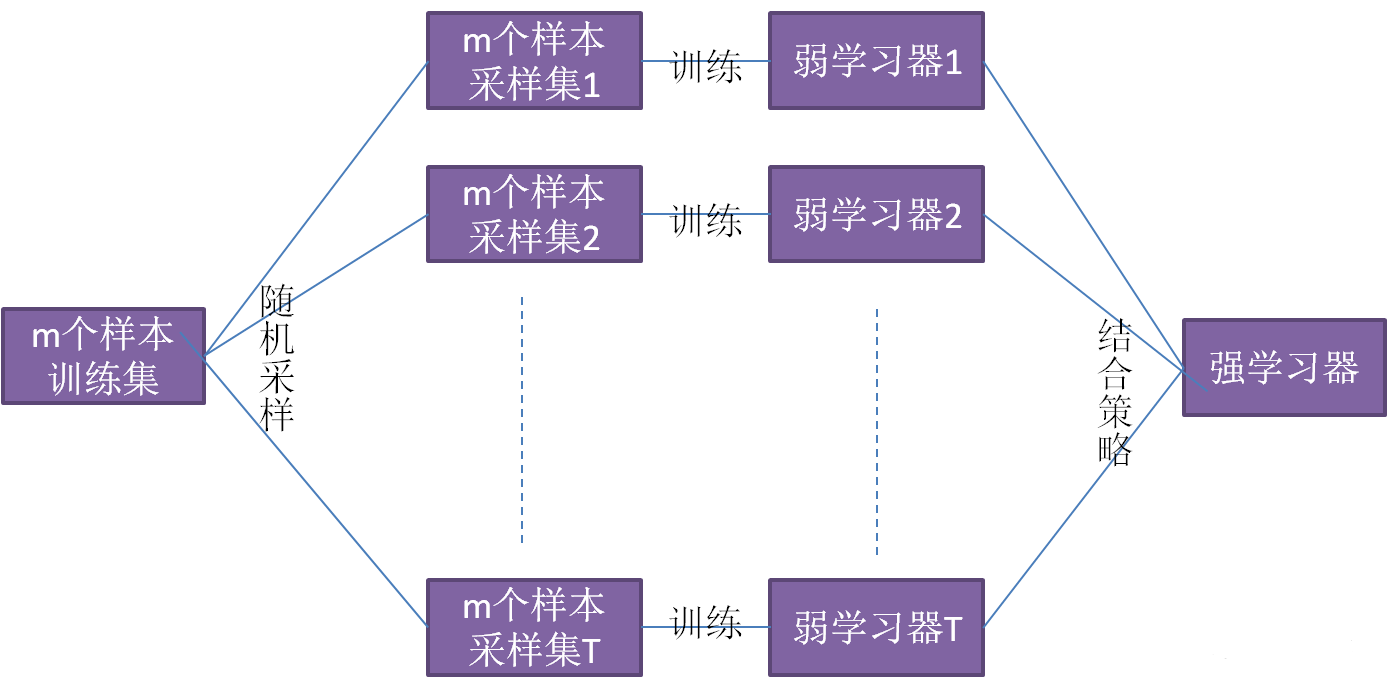 m个样本
采样集1
训练
弱学习器1
m个样本
采样集2
训练
弱学习器2
m个样本
训练集
随机采样
结合策略
强学习器
m个样本
采样集T
训练
弱学习器T